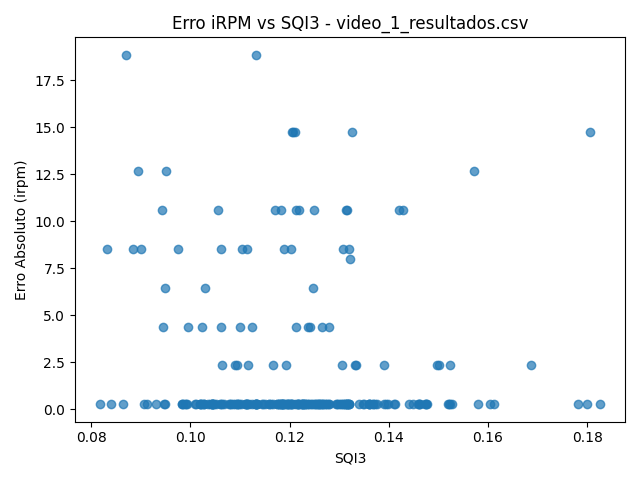 Erro iRPM vs SQI3 - video_1_resultados.csv
17.5
15.0
12.5
10.0
7.5
5.0
2.5
0.0
Erro Absoluto (irpm)
0.08 0.10 0.12 0.14 0.16 0.18
SQI3